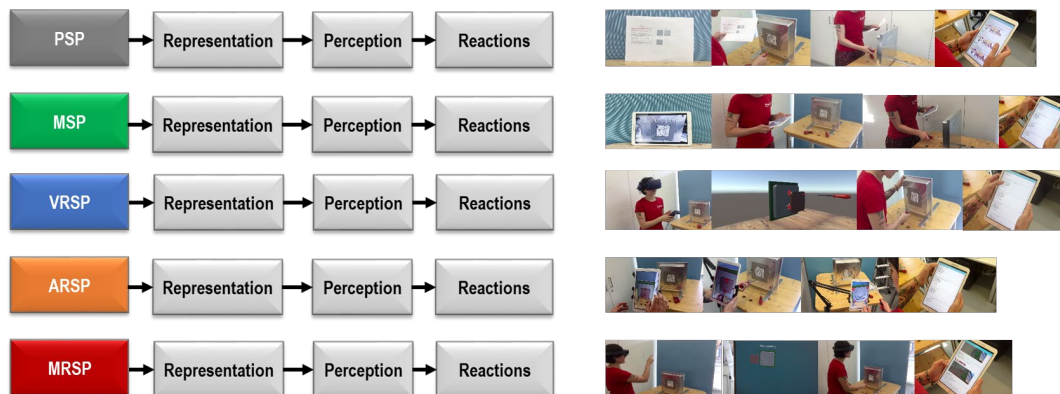 PSP Representation Perception Reactions
MSP Representation Perception Reactions
VRSP Representation Perception Reactions
ARSP Representation Perception Reactions
MRSP Representation Perception Reactions